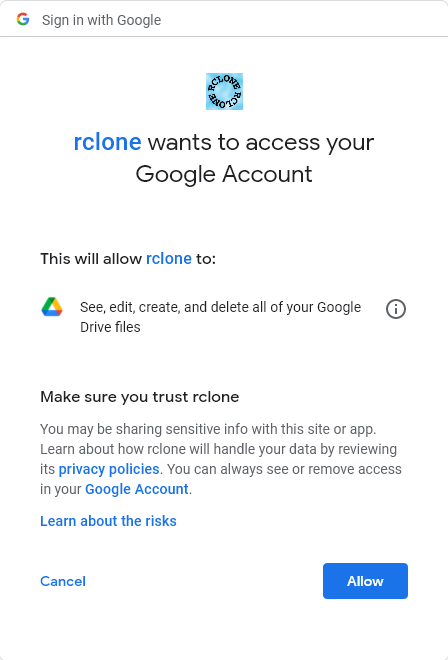 Sign in with Google
RCLONE RCLONE
rclone wants to access your
Google Account
This will allow rclone to:
See, edit, create, and delete all of your Google
Drive files
Make sure you trust rclone
You may be sharing sensitive info with this site or app.
Learn about how rclone will handle your data by reviewing
its privacy policies. You can always see or remove access
in your Google Account.
Learn about the risks
Cancel
Allow